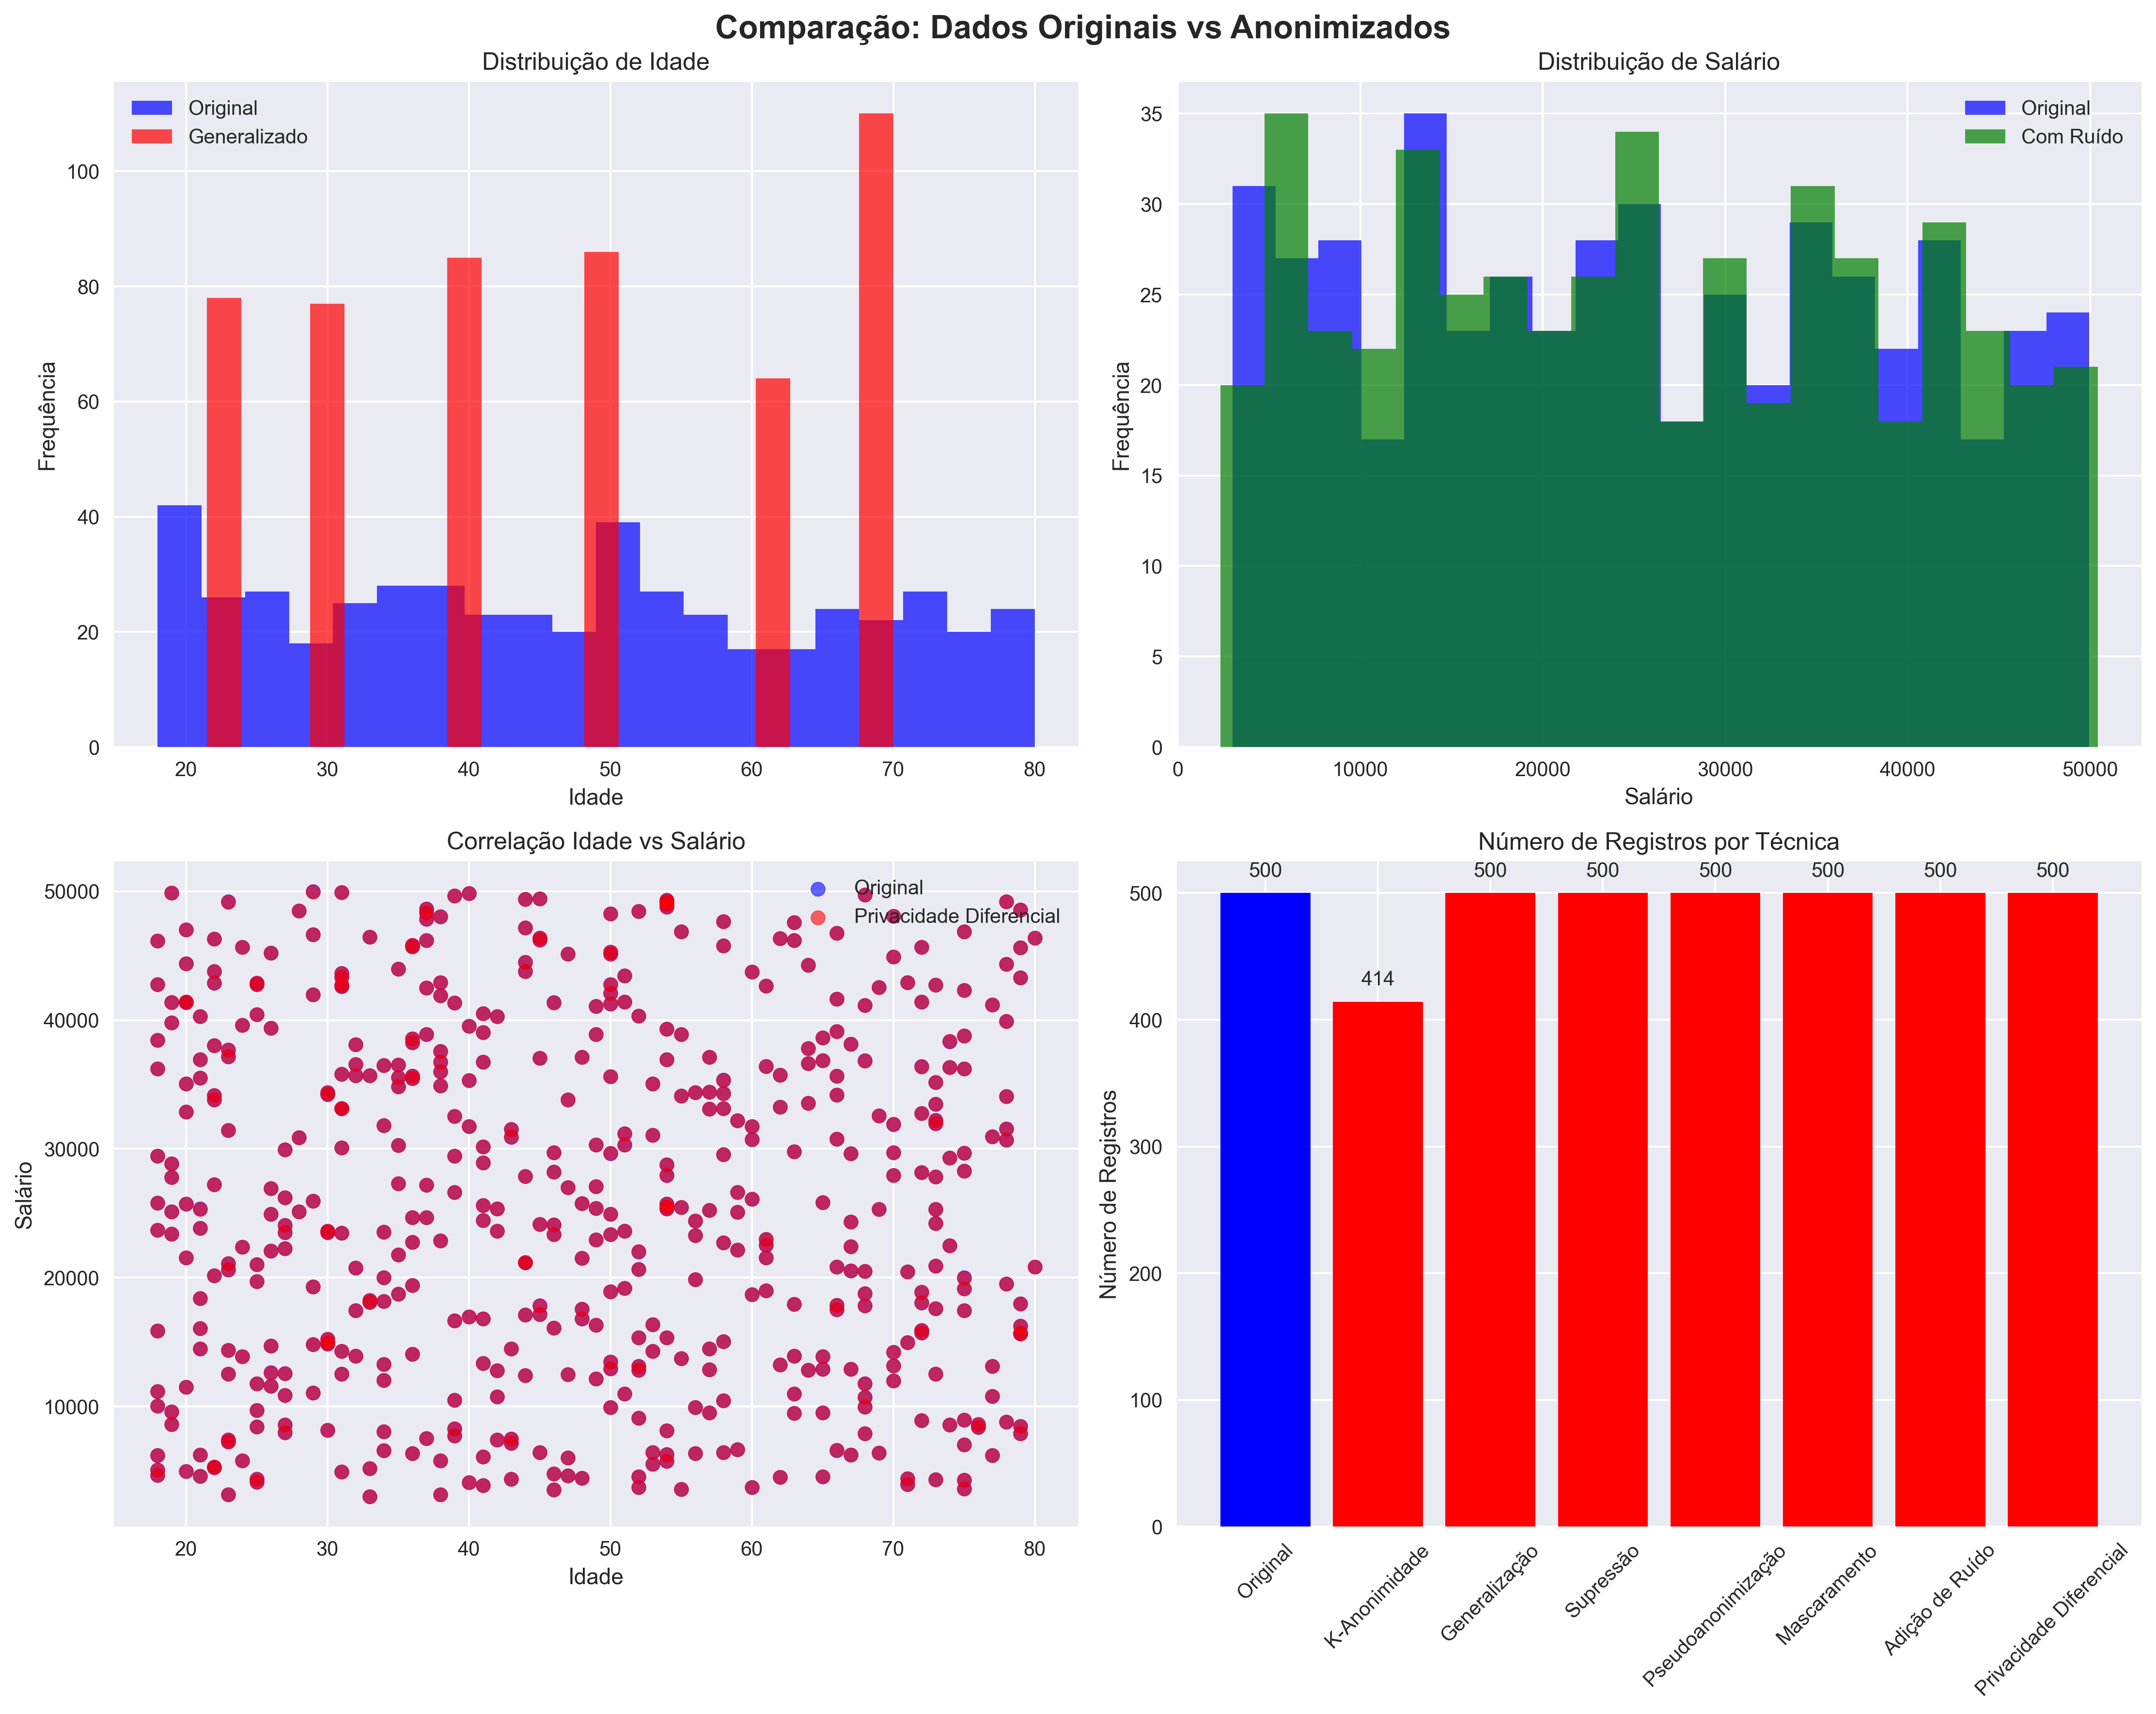 Comparação: Dados Originais vs Anonimizados
Distribuição de Idade
Original
Generalizado
Frequência
100
80
60
40
20
0
20 30 40 50 60 70 80
Idade
Distribuição de Salário
Original
Com Ruído
Frequência
35
30
25
20
15
10
5
0
0 10000 20000 30000 40000 50000
Salário
Correlação Idade vs Salário
Original
Privacidade Diferencial
Salário
50000
40000
30000
20000
10000
20 30 40 50 60 70 80
Idade
Número de Registros por Técnica
500 414 500 500 500 500 500 500
Número de Registros
500
400
300
200
100
0
Original
K-Anonimidade
Generalização
Supressão
Pseudoanonimização
Mascaramento
Adição de Ruído
Privacidade Diferencial